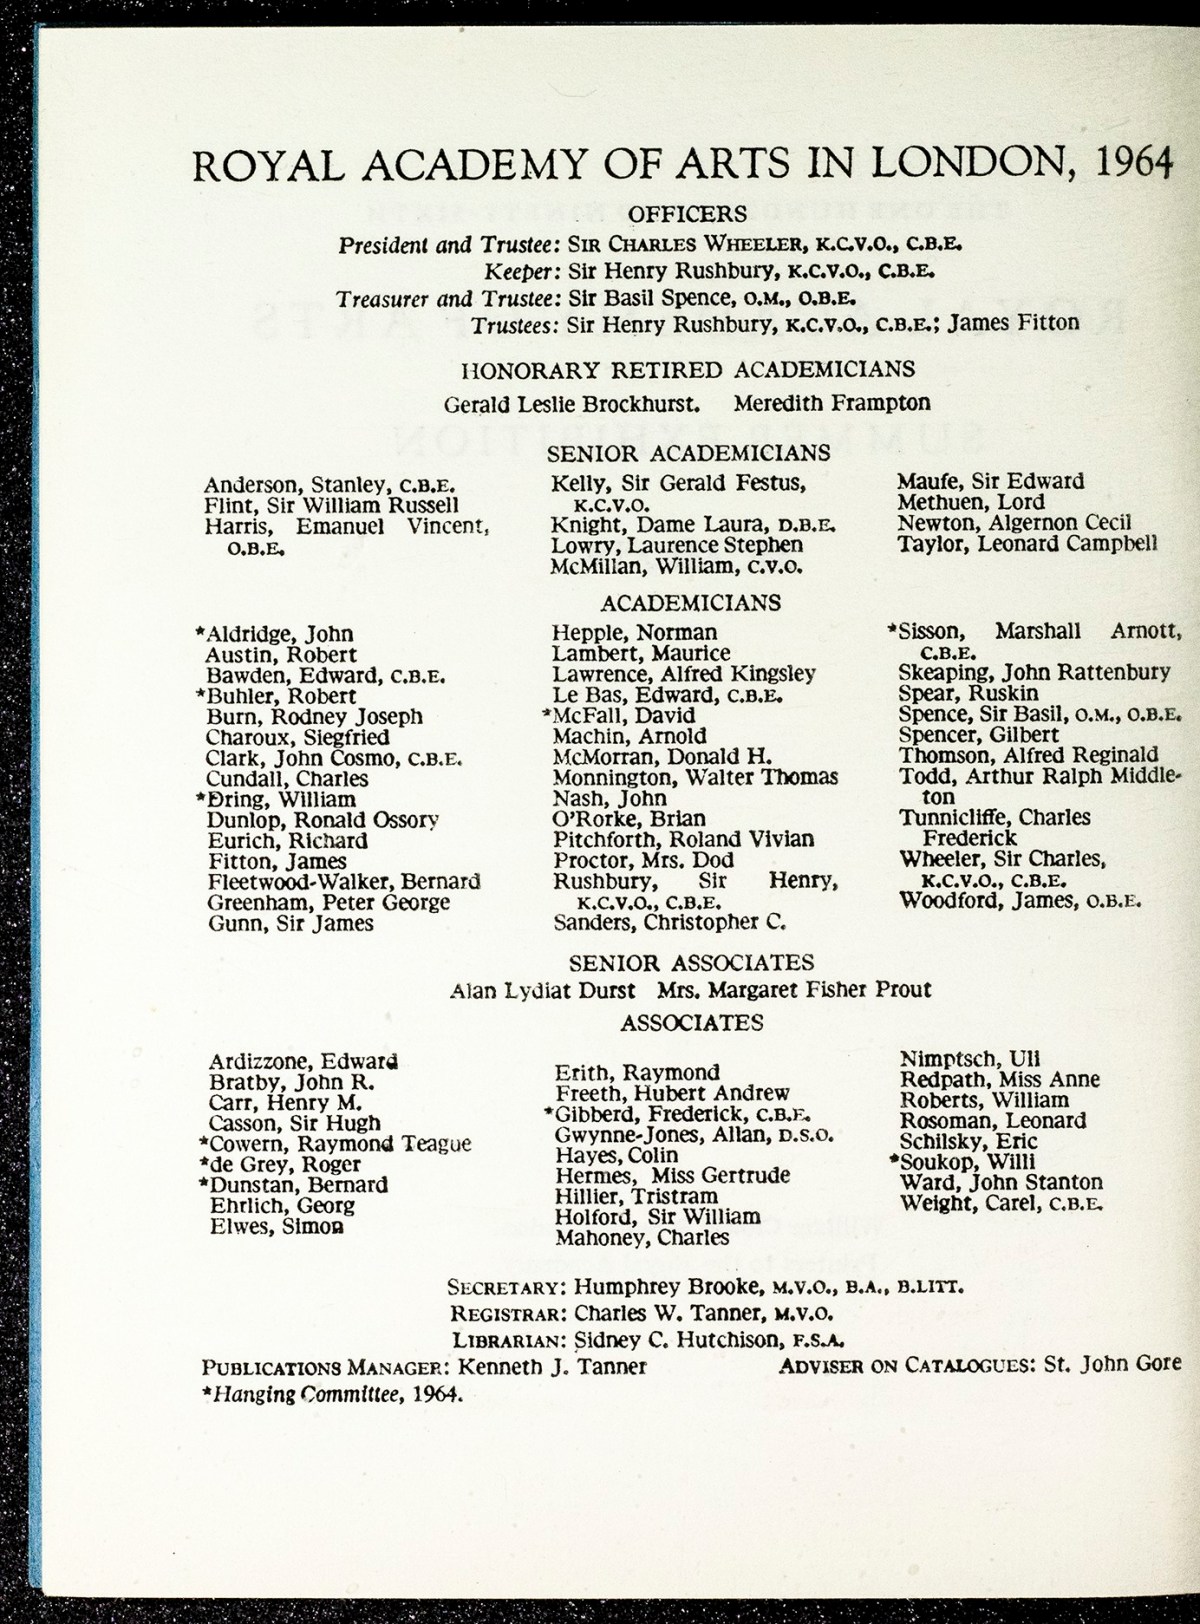 ROYAL ACADEMY OF ARTS IN LONDON, 1964
OFFICERS
President and Trustee: SIR CHARLES WHEELER, K.C.V.O., C.B.E.
Keeper: Sir Henry Rushbury, K.C.V.O., C.B.E.
Treasurer and Trustee: Sir Basil Spence, O.M., O.B.E.
Trustees: Sir Henry Rushbury, K.C.V.O., C.B.E.; James Fitton
HONORARY RETIRED ACADEMICIANS
Gerald Leslie Brockhurst. Meredith Frampton
SENIOR ACADEMICIANS
Anderson, Stanley, C.B.E.
Flint, Sir William Russell
Harris, Emanuel Vincent,
O.B.E.
Kelly, Sir Gerald Festus,
K.C.V.O.
Knight, Dame Laura, D.B.E.
Lowry, Laurence Stephen
McMillan, William, C.V.O.
Maufe, Sir Edward
Methuen, Lord
Newton, Algernon Cecil
Taylor, Leonard Campbell
ACADEMICIANS
*Aldridge, John
Austin, Robert
Bawden, Edward, C.B.E.
*Buhler, Robert
Burn, Rodney Joseph
Charoux, Siegfried
Clark, John Cosmo, C.B.E.
Cundall, Charles
*Dring, William
Dunlop, Ronald Ossory
Eurich, Richard
Fitton, James
Fleetwood-Walker, Bernard
Greenham, Peter George
Gunn, Sir James
Hepple, Norman
Lambert, Maurice
Lawrence, Alfred Kingsley
Le Bas, Edward, C.B.E.
*McFall, David
Machin, Arnold
McMorran, Donald H.
Monnington, Walter Thomas
Nash, John
O'Rorke, Brian
Pitchforth, Roland Vivian
Proctor, Mrs. Dod
Rushbury, Sir Henry,
K.C.V.O., C.B.E.
Sanders, Christopher C.
*Sisson, Marshall Arnott,
C.B.E.
Skeaping, John Rattenbury
Spear, Ruskin
Spence, Sir Basil, O.M., O.B.E.
Spencer, Gilbert
Thomson, Alfred Reginald
Todd, Arthur Ralph Middle-
ton
Tunnicliffe, Charles
Frederick
Wheeler, Sir Charles,
K.C.V.O., C.B.E.
Woodford, James, O.B.E.
SENIOR ASSOCIATES
Alan Lydiat Durst Mrs. Margaret Fisher Prout
ASSOCIATES
Ardizzone, Edward
Bratby, John R.
Carr, Henry M.
Casson, Sir Hugh
*Cowern, Raymond Teague
*de Grey, Roger
*Dunstan, Bernard
Ehrlich, Georg
Elwes, Simon
Erith, Raymond
Freeth, Hubert Andrew
*Gibberd, Frederick, C.B.E.
Gwynne-Jones, Allan, D.S.O.
Hayes, Colin
Hermes, Miss Gertrude
Hillier, Tristram
Holford, Sir William
Mahoney, Charles
Nimptsch, Uli
Redpath, Miss Anne
Roberts, William
Rosoman, Leonard
Schilsky, Eric
*Soukop, Willi
Ward, John Stanton
Weight, Carel, C.B.E.
SECRETARY: Humphrey Brooke, M.V.O., B.A., B.LITT.
REGISTRAR: Charles W. Tanner, M.V.O.
LIBRARIAN: Sidney C. Hutchison, F.S.A.
PUBLICATIONS MANAGER: Kenneth J. Tanner ADVISER ON CATALOGUES: St. John Gore
*Hanging Committee, 1964.